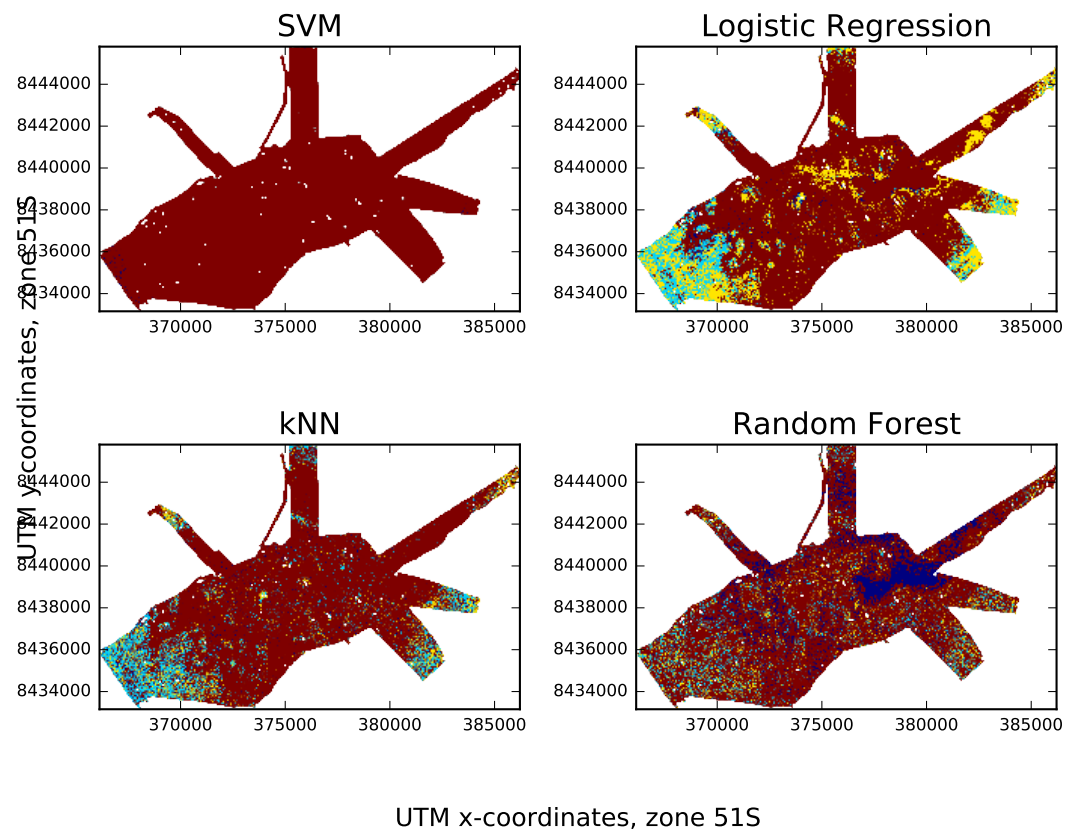 SVM
Logistic Regression
8444000
8442000
8440000
8438000
8436000
8434000
370000 375000 380000 385000
8444000
8442000
8440000
8438000
8436000
8434000
370000 375000 380000 385000
UTM y-coordinates, zone 51S
kNN
Random Forest
8444000
8442000
8440000
8438000
8436000
8434000
370000 375000 380000 385000
8444000
8442000
8440000
8438000
8436000
8434000
370000 375000 380000 385000
UTM x-coordinates, zone 51S